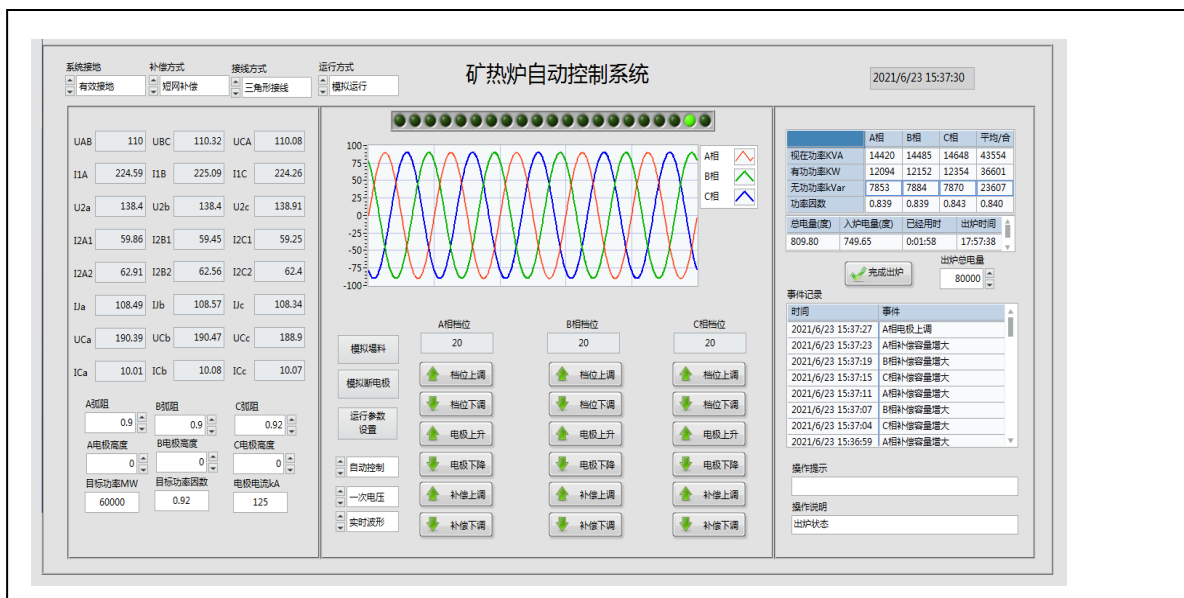 系统接地 补偿方式 接线方式 运行方式
有效接地 短网补偿 三角形接线 模拟运行
矿热炉自动控制系统
2021/6/23 15:37:30
UAB 110 UBC 110.32 UCA 110.08
I1A 224.59 I1B 225.09 I1C 224.26
U2a 138.4 U2b 138.4 U2c 138.91
I2A1 59.86 I2B1 59.45 I2C1 59.25
I2A2 62.91 I2B2 62.56 I2C2 62.4
IJa 108.49 IJb 108.57 IJc 108.34
UCa 190.39 UCb 190.47 UCc 188.9
ICa 10.01 ICb 10.08 ICc 10.07
A弧阻 B弧阻 C弧阻
0.9 0.9 0.92
A电极高度 B电极高度 C电极高度
0 0 0
目标功率MW 目标功率因数 电极电流kA
60000 0.92 125
100
75
50
25
0
-25
-50
-75
-100
A相
B相
C相
A相档位 B相档位 C相档位
20 20 20
模拟塌料
模拟断电极
运行参数
设置
自动控制
一次电压
实时波形
档位上调 档位上调 档位上调
档位下调 档位下调 档位下调
电极上升 电极上升 电极上升
电极下降 电极下降 电极下降
补偿上调 补偿上调 补偿上调
补偿下调 补偿下调 补偿下调
A相 B相 C相 平均/合
视在功率KVA 14420 14485 14648 43554
有功功率KW 12094 12152 12354 36601
无功功率kVar 7853 7884 7870 23607
功率因数 0.839 0.839 0.843 0.840
总电量(度) 入炉电量(度) 已经用时 出炉时间
809.80 749.65 0:01:58 17:57:38
完成出炉
出炉总电量
80000
事件记录
时间 事件
2021/6/23 15:37:27 A相电极上调
2021/6/23 15:37:23 A相补偿容量增大
2021/6/23 15:37:19 B相补偿容量增大
2021/6/23 15:37:15 C相补偿容量增大
2021/6/23 15:37:11 A相补偿容量增大
2021/6/23 15:37:07 B相补偿容量增大
2021/6/23 15:37:04 C相补偿容量增大
2021/6/23 15:36:59 A相补偿容量增大
操作提示
操作说明
出炉状态